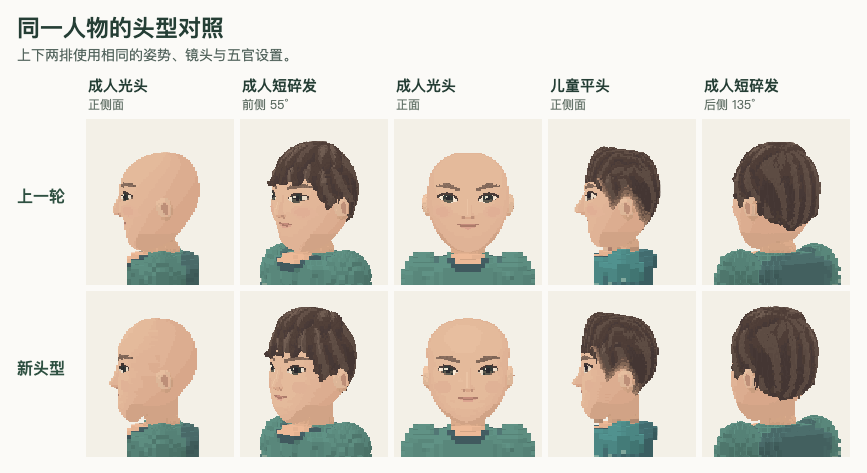 同一人物的头型对照
上下两排使用相同的姿势、镜头与五官设置。
成人光头 成人短碎发 成人光头 儿童平头 成人短碎发
正侧面 前侧 55° 正面 正侧面 后侧 135°
上一轮
新头型